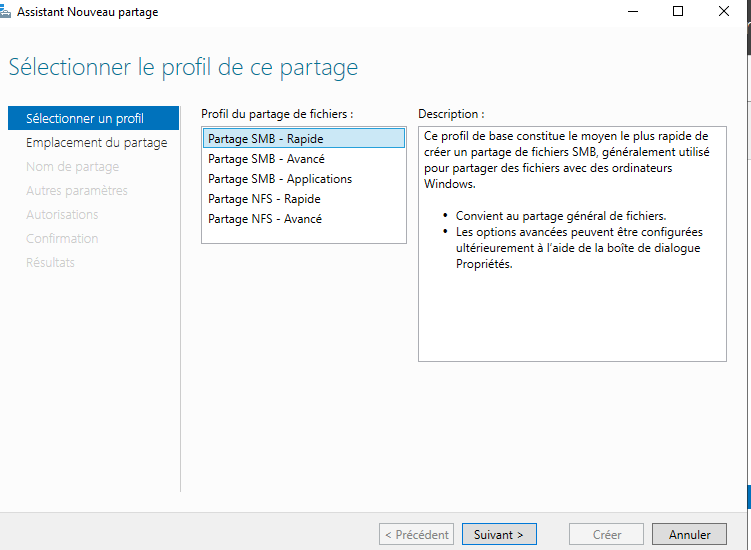 Assistant Nouveau partage
Sélectionner le profil de ce partage
Sélectionner un profil
Emplacement du partage
Nom de partage
Autres paramètres
Autorisations
Confirmation
Résultats
Profil du partage de fichiers :
Partage SMB - Rapide
Partage SMB - Avancé
Partage SMB - Applications
Partage NFS - Rapide
Partage NFS - Avancé
Description :
Ce profil de base constitue le moyen le plus rapide de
créer un partage de fichiers SMB, généralement utilisé
pour partager des fichiers avec des ordinateurs
Windows.
• Convient au partage général de fichiers.
• Les options avancées peuvent être configurées
ultérieurement à l'aide de la boîte de dialogue
Propriétés.
< Précédent
Suivant >
Créer
Annuler